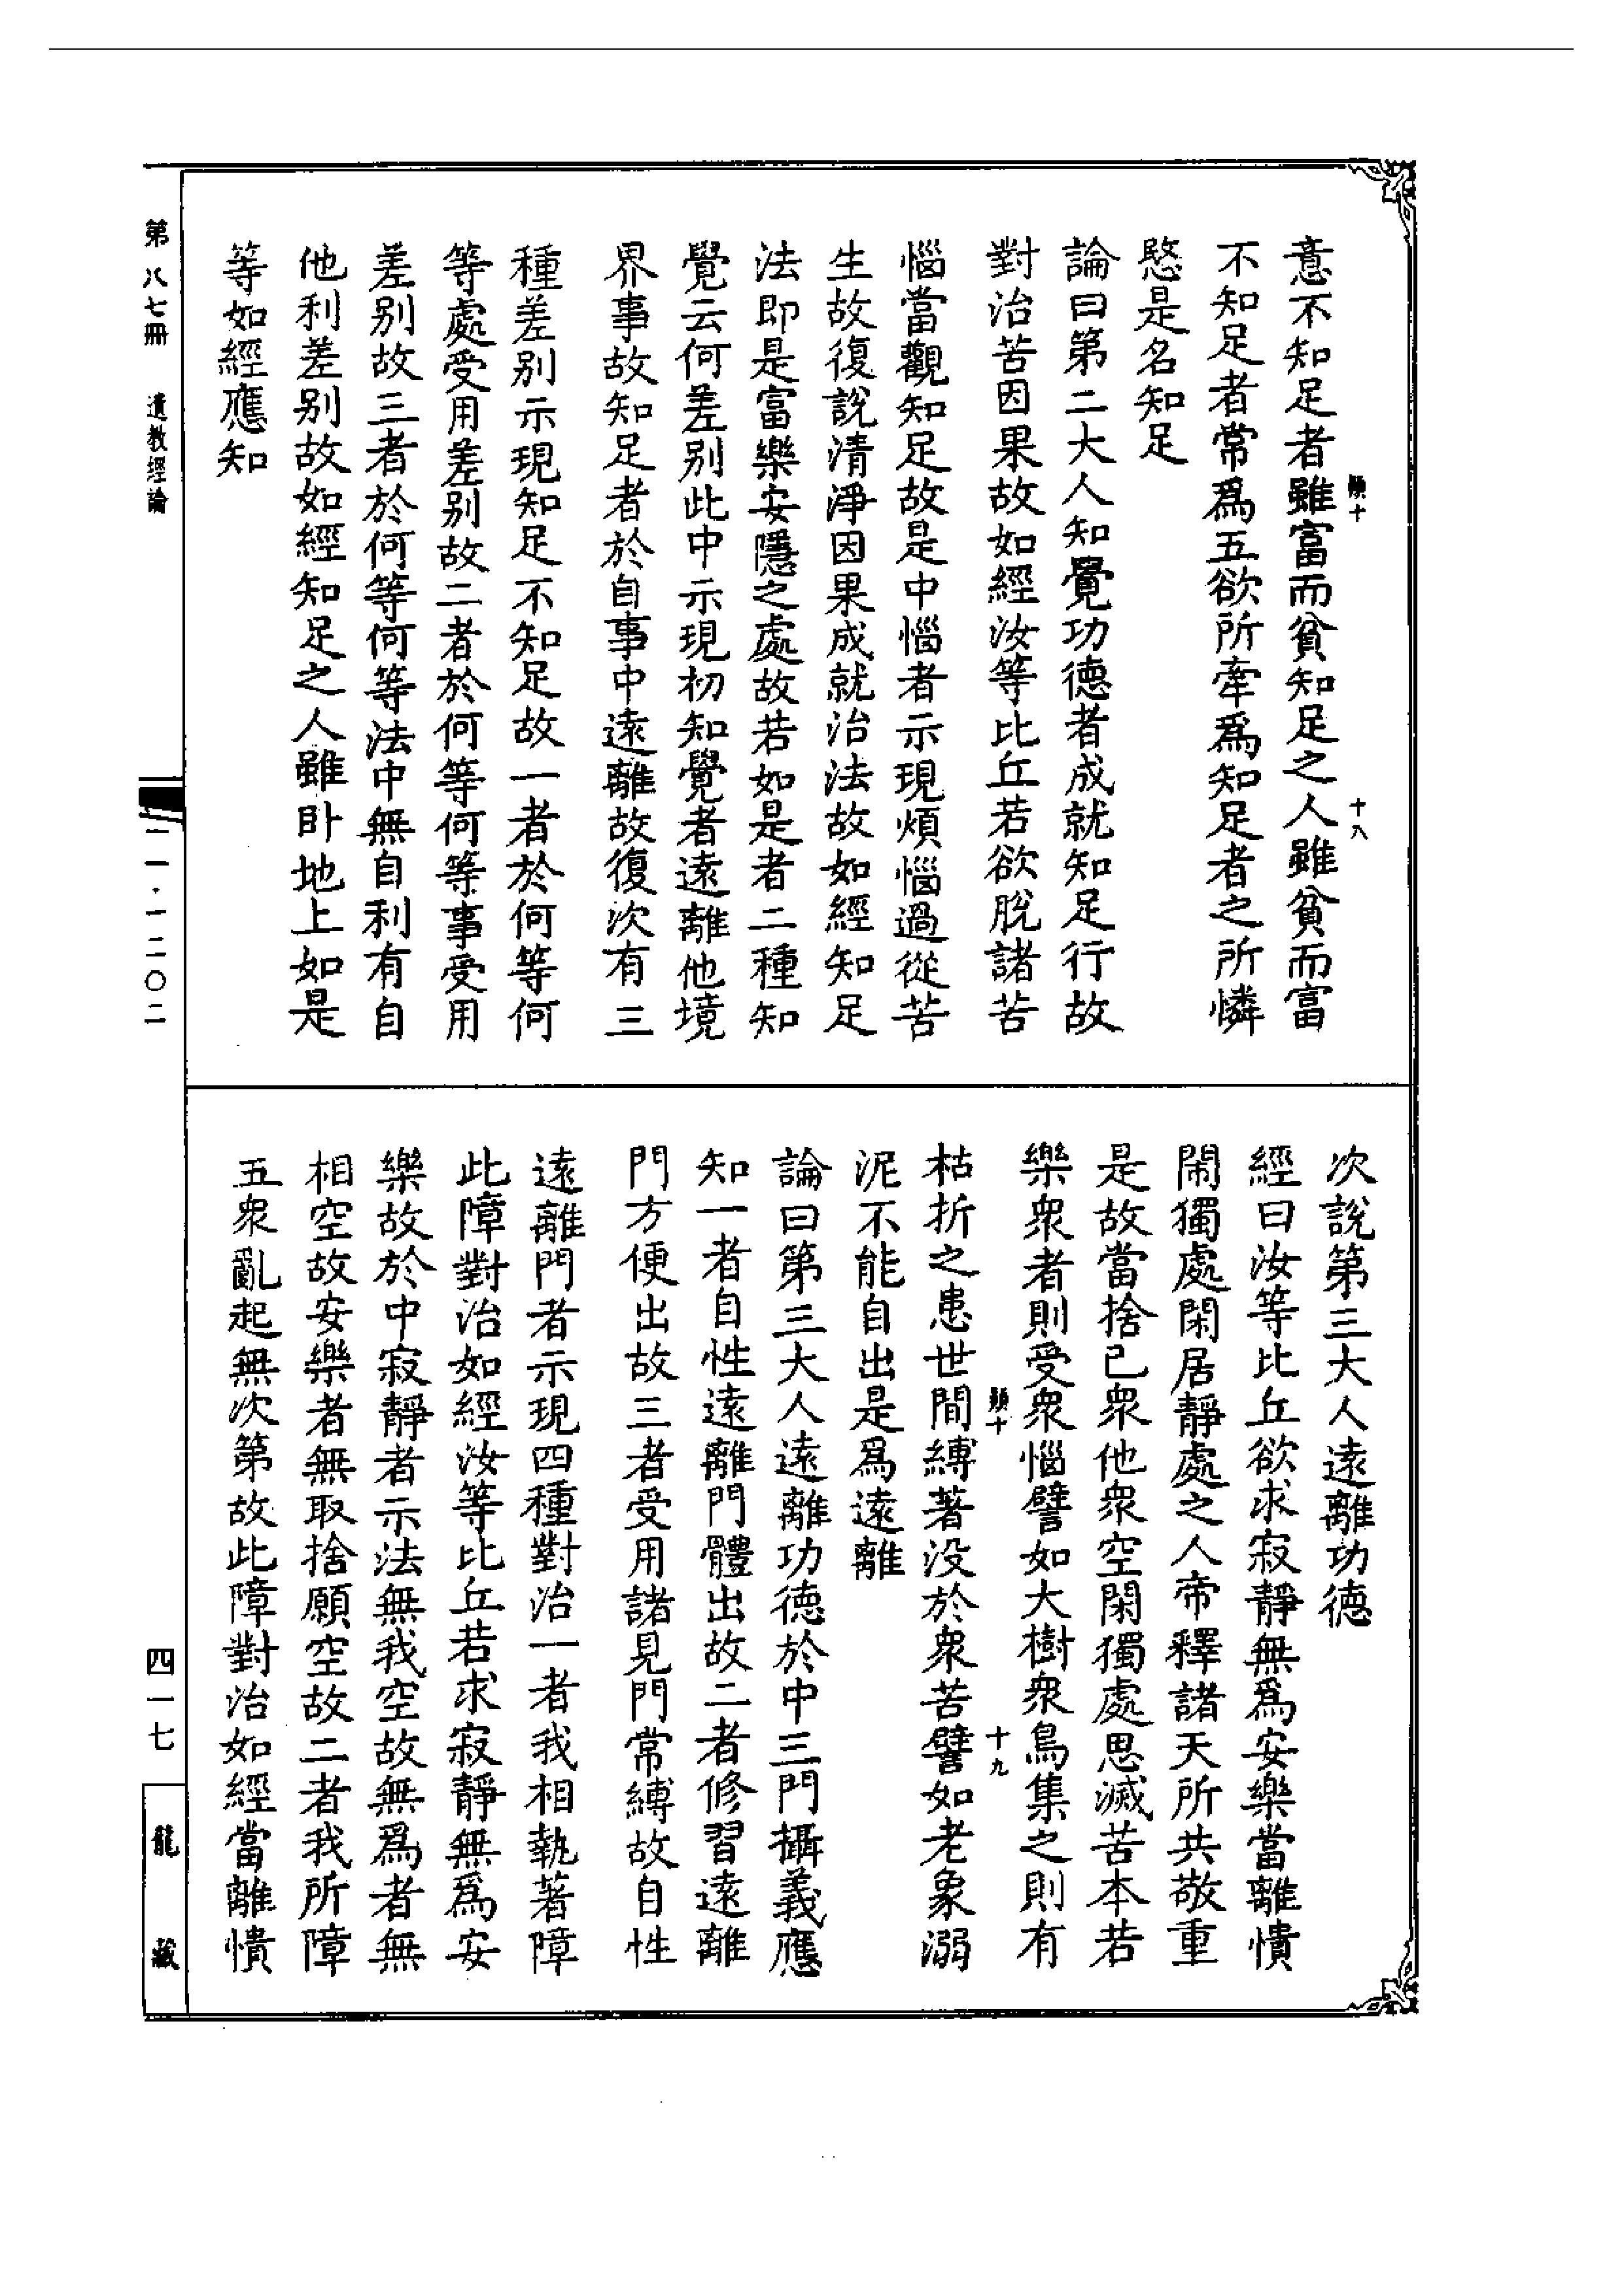 意不知足者雖富而貧知足之人雖貧而富
不知足者常爲五欲所牽爲知足者之所憐
愍是名知足
論曰第二大人知覺功德者成就知足行故
對治苦因果故如經汝等比丘若欲脫諸苦
惱當觀知足故是中惱者示現煩惱過從苦
生故復說清淨因果成就治法故如經知足
法即是富樂安隱之處故若如是者二種知
覺云何差別此中示現初知覺者遠離他境
界事故知足者於自事中遠離故復次有三
種差別示現知足不知足故一者於何等何
等處受用差別故二者於何等何等事受用
差別故三者於何等何等法中無自利有自
他利差別故如經知足之人雖卧地上如是
等如經應知
十八
次說第三大人遠離功德
經曰汝等比丘欲求寂靜無爲安樂當離憒
閙獨處閑居靜處之人帝釋諸天所共敬重
是故當捨已衆他衆空閑獨處思滅苦本若
樂衆者則受衆惱譬如大樹衆鳥集之則有
十九
枯折之患世間縛著没於衆苦譬如老象溺
泥不能自出是爲遠離
論曰第三大人遠離功德於中三門攝義應
知一者自性遠離門體出故二者修習遠離
門方便出故三者受用諸見門常縛故自性
遠離門者示現四種對治一者我相執著障
此障對治如經汝等比丘若求寂靜無爲安
樂故於中寂靜者示法無我空故無爲者無
相空故安樂者無取捨願空故二者我所障
五衆亂起無次第故此障對治如經當離憒
第八七冊 遺教經論
二一·一二〇二
四一七
龍藏